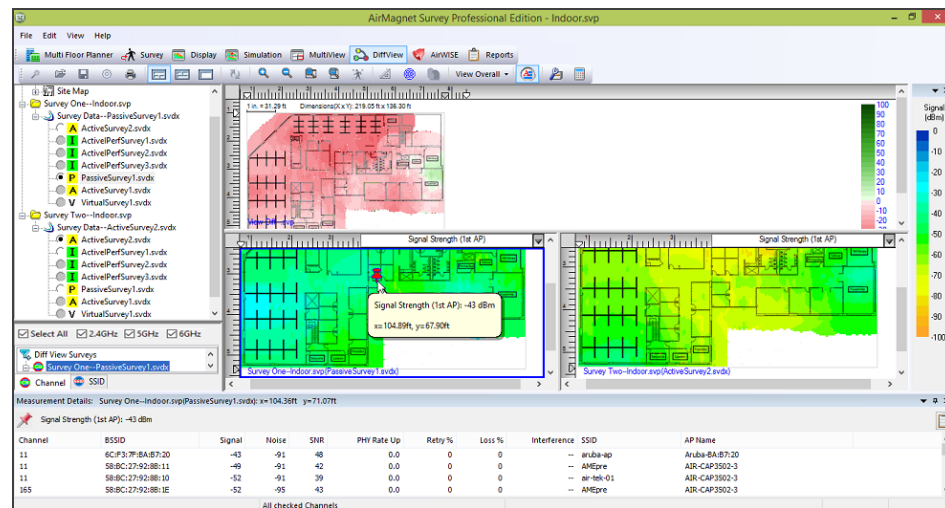 AirMagnet Survey Professional Edition - Indoor.svp
File Edit View Help
Multi Floor Planner Survey Display Simulation MultiView DiffView AirWISE Reports
View Overall
Site Map
Survey One--Indoor.svp
Survey Data--PassiveSurvey1.svdx
A ActiveSurvey2.svdx
I ActiveIPerfSurvey1.svdx
I ActiveIPerfSurvey2.svdx
I ActiveIPerfSurvey3.svdx
P PassiveSurvey1.svdx
A ActiveSurvey1.svdx
V VirtualSurvey1.svdx
Survey Two--Indoor.svp
Survey Data--ActiveSurvey2.svdx
A ActiveSurvey2.svdx
I ActiveIPerfSurvey1.svdx
I ActiveIPerfSurvey2.svdx
I ActiveIPerfSurvey3.svdx
P PassiveSurvey1.svdx
A ActiveSurvey1.svdx
V VirtualSurvey1.svdx
Select All 2.4GHz 5GHz 6GHz
Diff View Surveys
Survey One--PassiveSurvey1.svdx
Channel SSID
1 in. = 31.29 ft Dimensions(X x Y): 219.05 ft x 136.30 ft
100
90
80
70
60
50
40
30
20
10
0
-10
-20
Signal
(dBm)
0
-10
-20
-30
-40
-50
-60
-70
-80
-90
-100
Signal Strength (1st AP)
Signal Strength (1st AP): -43 dBm
x= 104.89ft, y= 67.90ft
Survey One--Indoor.svp(PassiveSurvey1.svdx)
Signal Strength (1st AP)
Survey Two--Indoor.svp(ActiveSurvey2.svdx)
Measurement Details: Survey One--Indoor.svp(PassiveSurvey1.svdx): x=104.36ft y=71.07ft
Signal Strength (1st AP): -43 dBm
Channel BSSID Signal Noise SNR PHY Rate Up Retry % Loss % Interference SSID AP Name
11 6C:F3:7F:BA:B7:20 -43 -91 48 0.0 0 0 -- aruba-ap Aruba-BA:B7:20
11 58:BC:27:92:8B:11 -49 -91 42 0.0 0 0 -- AMEpre AIR-CAP3502-3
11 58:BC:27:92:8B:10 -52 -91 39 0.0 0 0 -- air-tek-01 AIR-CAP3502-3
165 58:BC:27:92:8B:1E -52 -95 43 0.0 0 0 -- AMEpre AIR-CAP3502-3
All checked Channels